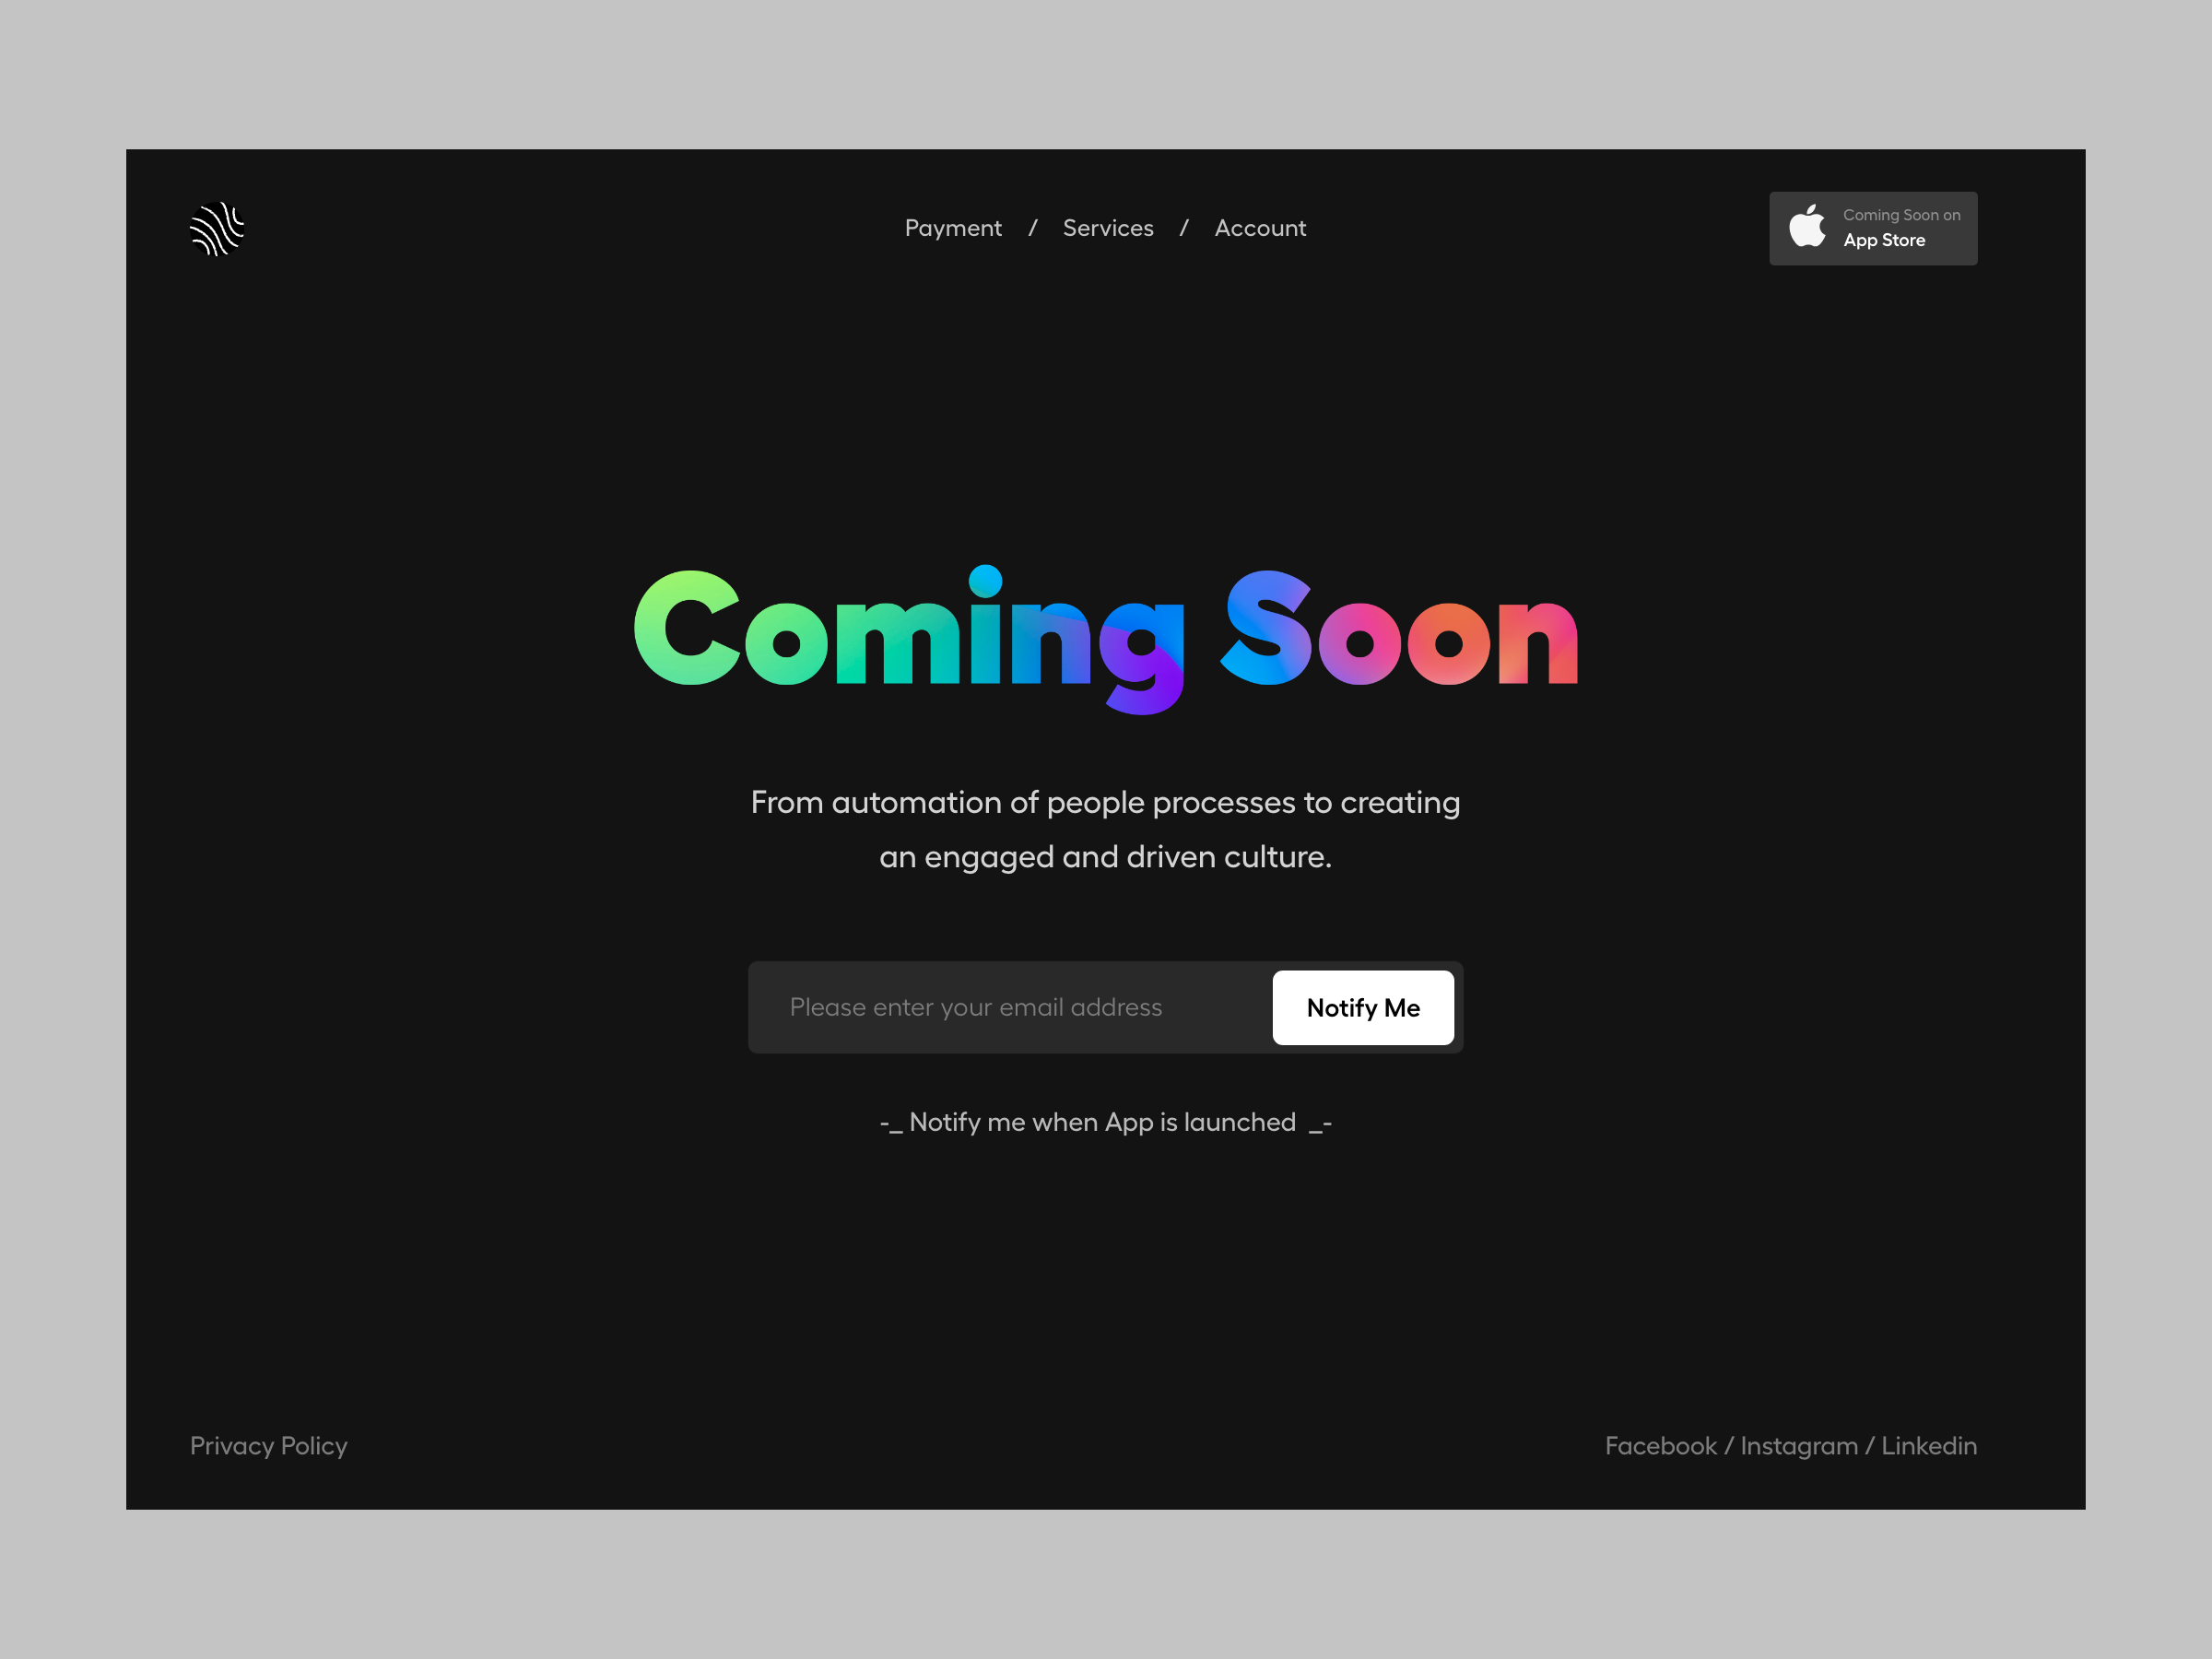 Payment / Services / Account
Coming Soon on
App Store
Coming Soon
From automation of people processes to creating
an engaged and driven culture.
Please enter your email address
Notify Me
-_ Notify me when App is launched _-
Privacy Policy
Facebook / Instagram / Linkedin